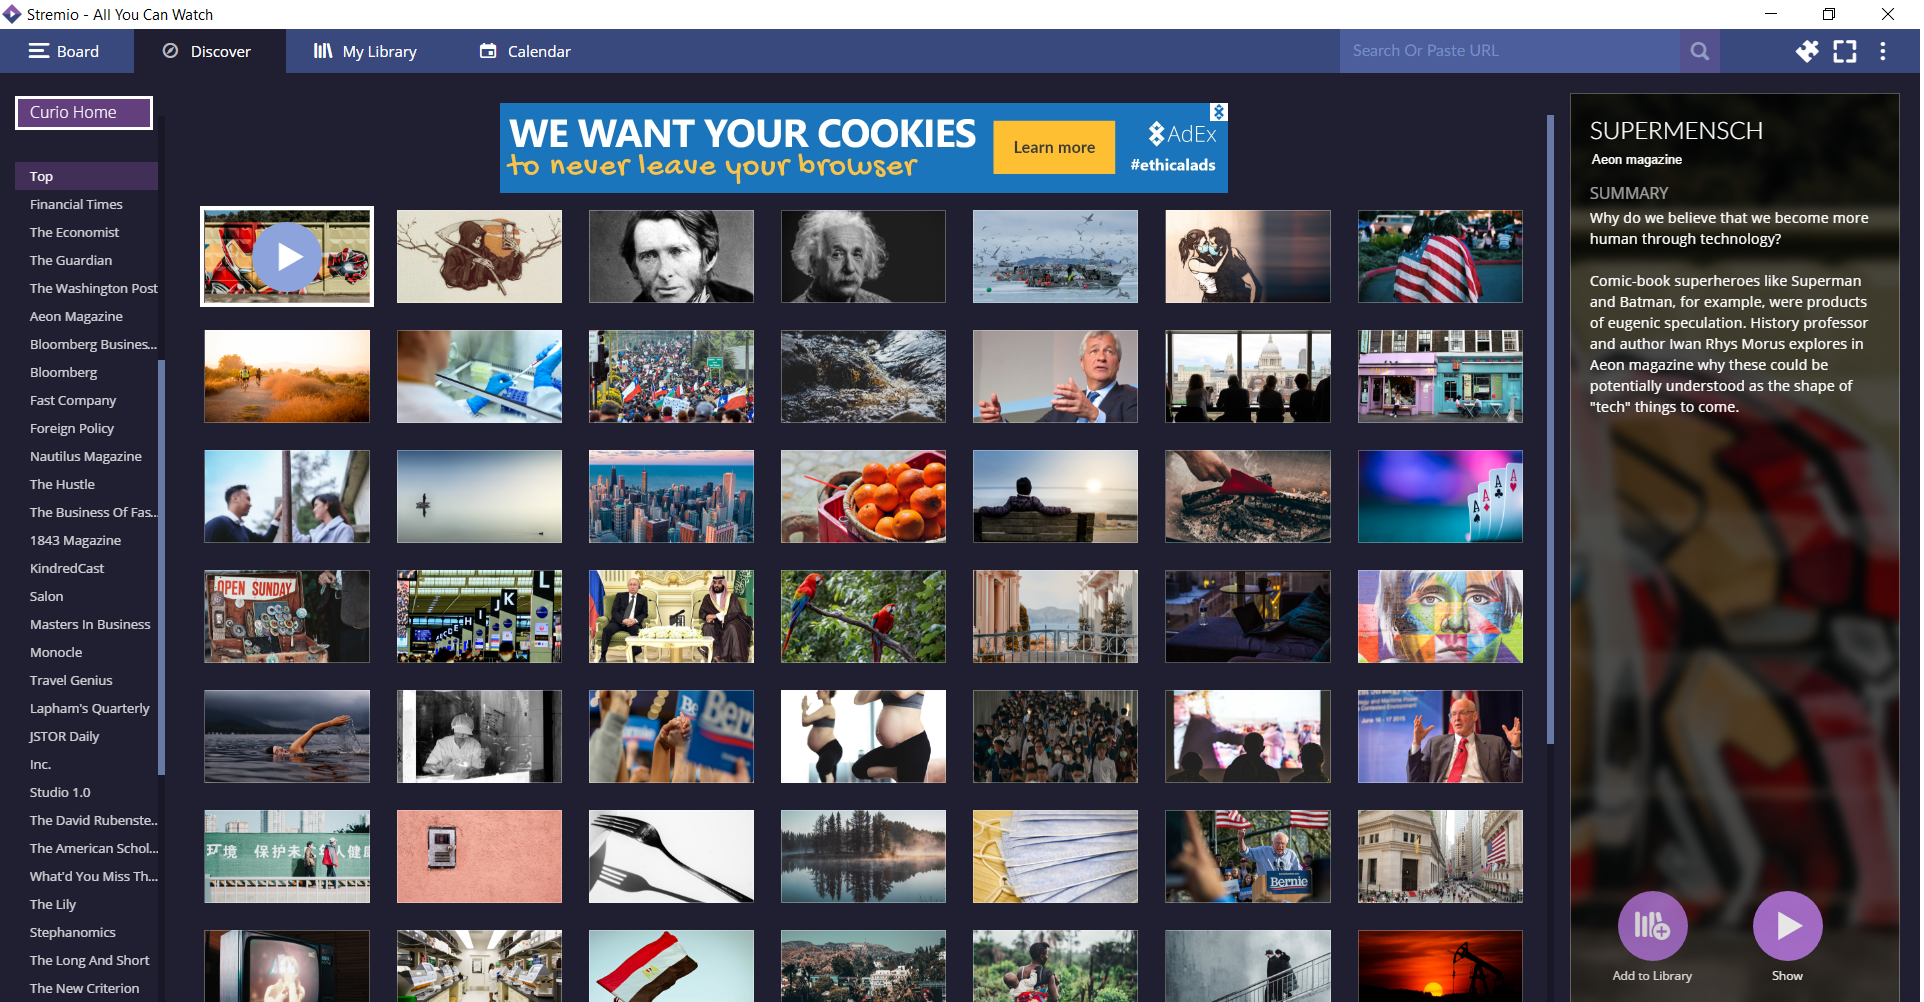 Stremio - All You Can Watch
Board
Discover
My Library
Calendar
Search Or Paste URL
Curio Home
Top
Financial Times
The Economist
The Guardian
The Washington Post
Aeon Magazine
Bloomberg Busines...
Bloomberg
Fast Company
Foreign Policy
Nautilus Magazine
The Hustle
The Business Of Fas...
1843 Magazine
KindredCast
Salon
Masters In Business
Monocle
Travel Genius
Lapham's Quarterly
JSTOR Daily
Inc.
Studio 1.0
The David Rubenste...
The American Schol...
What'd You Miss Th...
The Lily
Stephanomics
The Long And Short
The New Criterion
WE WANT YOUR COOKIES
to never leave your browser
Learn more
AdEx
#ethicalads
OPEN SUNDAY
H I J K L
Bernie
SUPERMENSCH
Aeon magazine
SUMMARY
Why do we believe that we become more
human through technology?
Comic-book superheroes like Superman
and Batman, for example, were products
of eugenic speculation. History professor
and author Iwan Rhys Morus explores in
Aeon magazine why these could be
potentially understood as the shape of
"tech" things to come.
Add to Library
Show